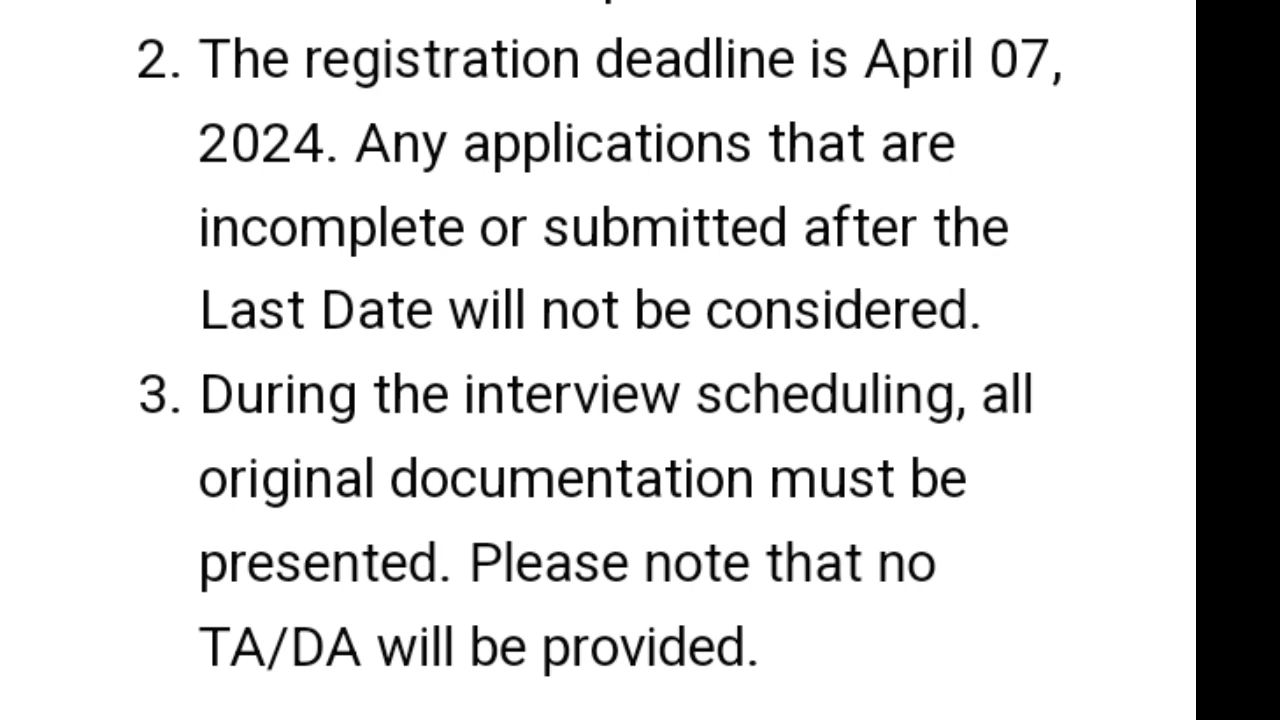 2. The registration deadline is April 07,
2024. Any applications that are
incomplete or submitted after the
Last Date will not be considered.
3. During the interview scheduling, all
original documentation must be
presented. Please note that no
TA/DA will be provided.